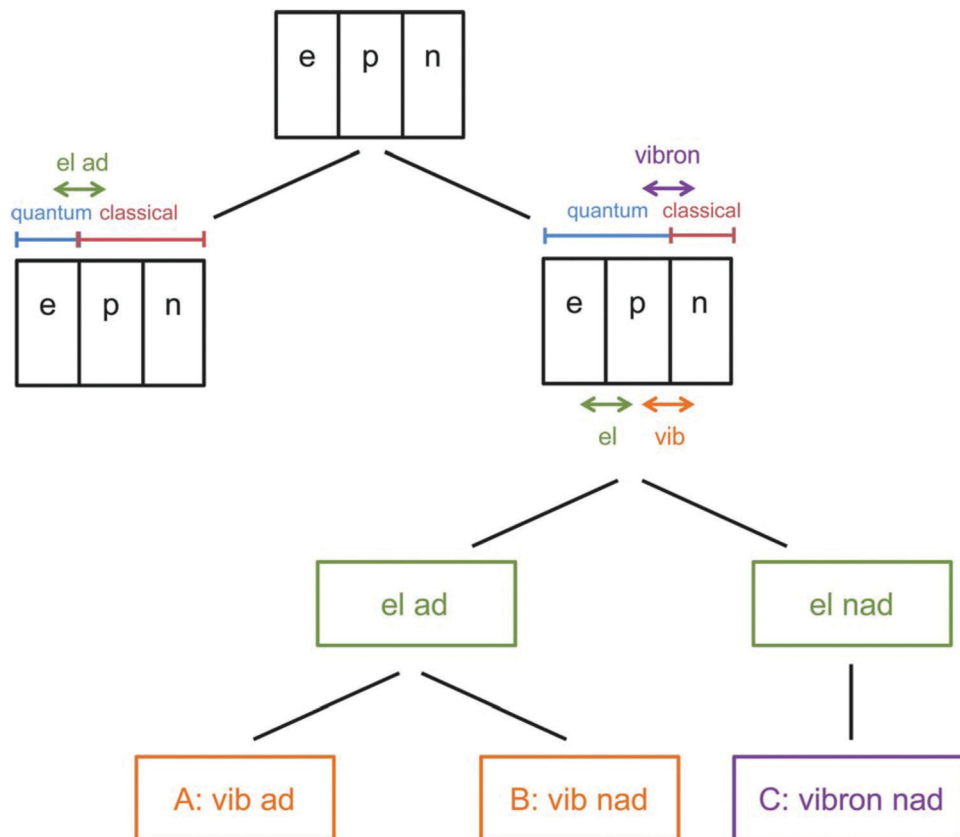 e p n
el ad
quantum classical
e p n
vibron
quantum classical
e p n
el vib
el ad
el nad
A: vib ad
B: vib nad
C: vibron nad